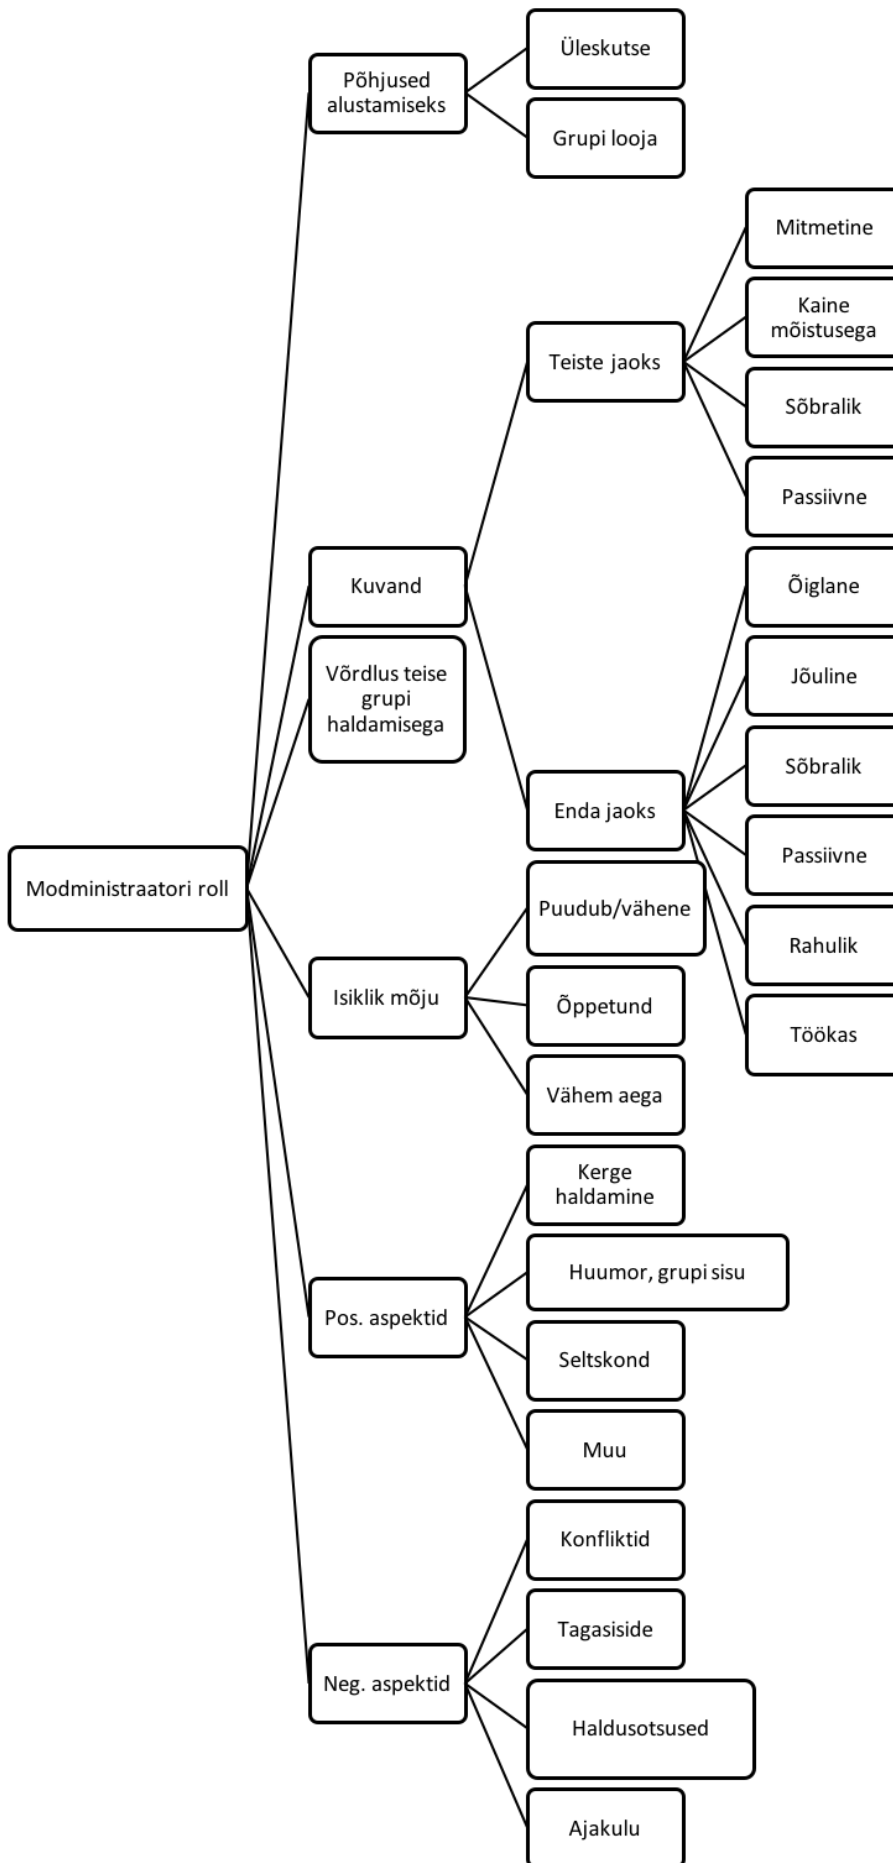 Üleskutse
Põhjused
alustamiseks
Grupi looja
Mitmetine
Kaine
mõistusega
Teiste jaoks
Sõbralik
Passiivne
Kuvand
Õiglane
Võrdlus teise
grupi
haldamisega
Jõuline
Sõbralik
Enda jaoks
Passiivne
Modministraatori roll
Puudub/vähene
Rahulik
Isiklik mõju
Õppetund
Töökas
Vähem aega
Kerge
haldamine
Huumor, grupi sisu
Pos. aspektid
Seltskond
Muu
Konfliktid
Tagasiside
Neg. aspektid
Haldusotsused
Ajakulu